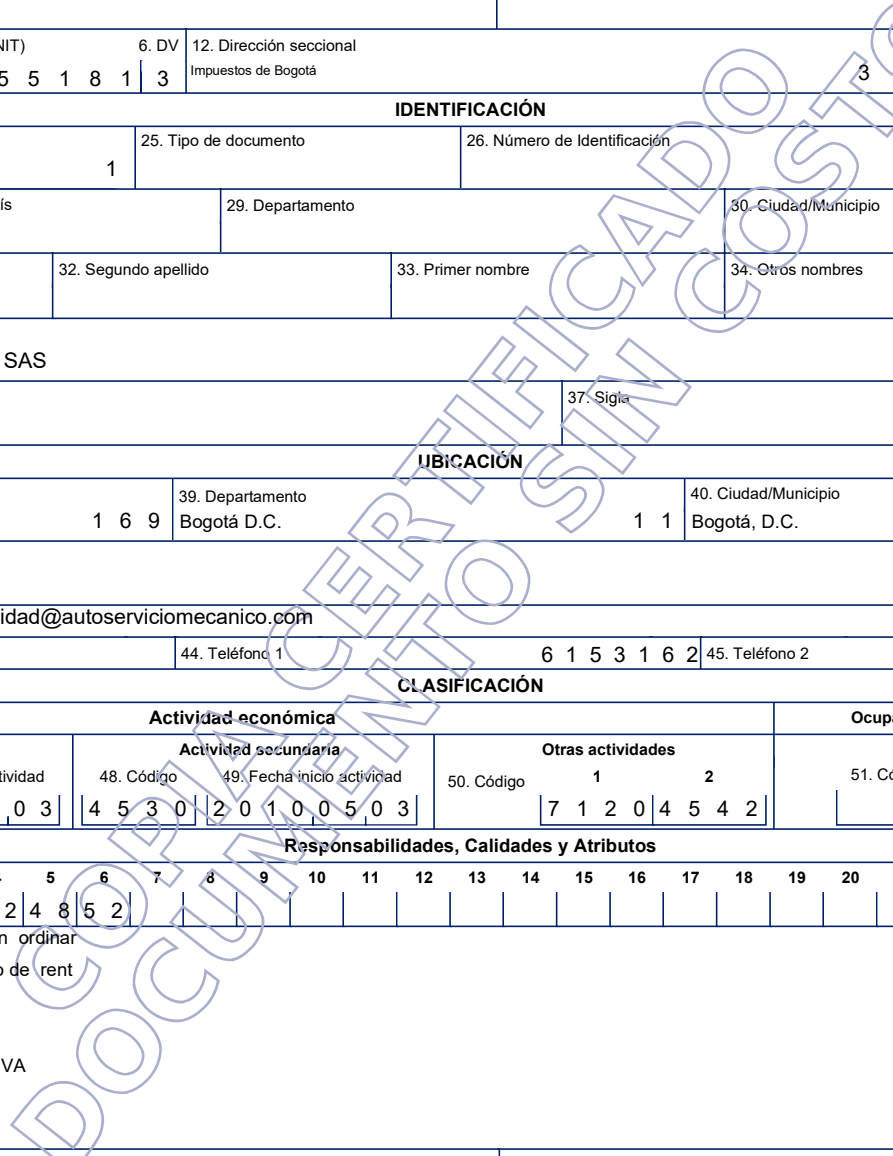 NIT) 6. DV 12. Dirección seccional
5 5 1 8 1 3 Impuestos de Bogotá 3
IDENTIFICACIÓN
25. Tipo de documento 26. Número de Identificación
1
ís 29. Departamento 30. Ciudad/Municipio
32. Segundo apellido 33. Primer nombre 34. Otros nombres
SAS
37. Sigla
UBICACIÓN
39. Departamento 40. Ciudad/Municipio
1 6 9 Bogotá D.C. 1 1 Bogotá, D.C.
idad@autoserviciomecanico.com
44. Teléfono 1 6 1 5 3 1 6 2 45. Teléfono 2
CLASIFICACIÓN
Actividad económica Ocupa
Actividad secundaria Otras actividades
tividad 48. Código 49. Fecha inicio actividad 50. Código 1 2 51. Có
0 3 4 5 3 0 2 0 1 0 0 5 0 3 7 1 2 0 4 5 4 2
Responsabilidades, Calidades y Atributos
5 6 7 8 9 10 11 12 13 14 15 16 17 18 19 20
2 4 8 5 2
n ordinar
o de rent
VA
COPIA CERTIFICADO
DOCUMENTO SIN COSTO